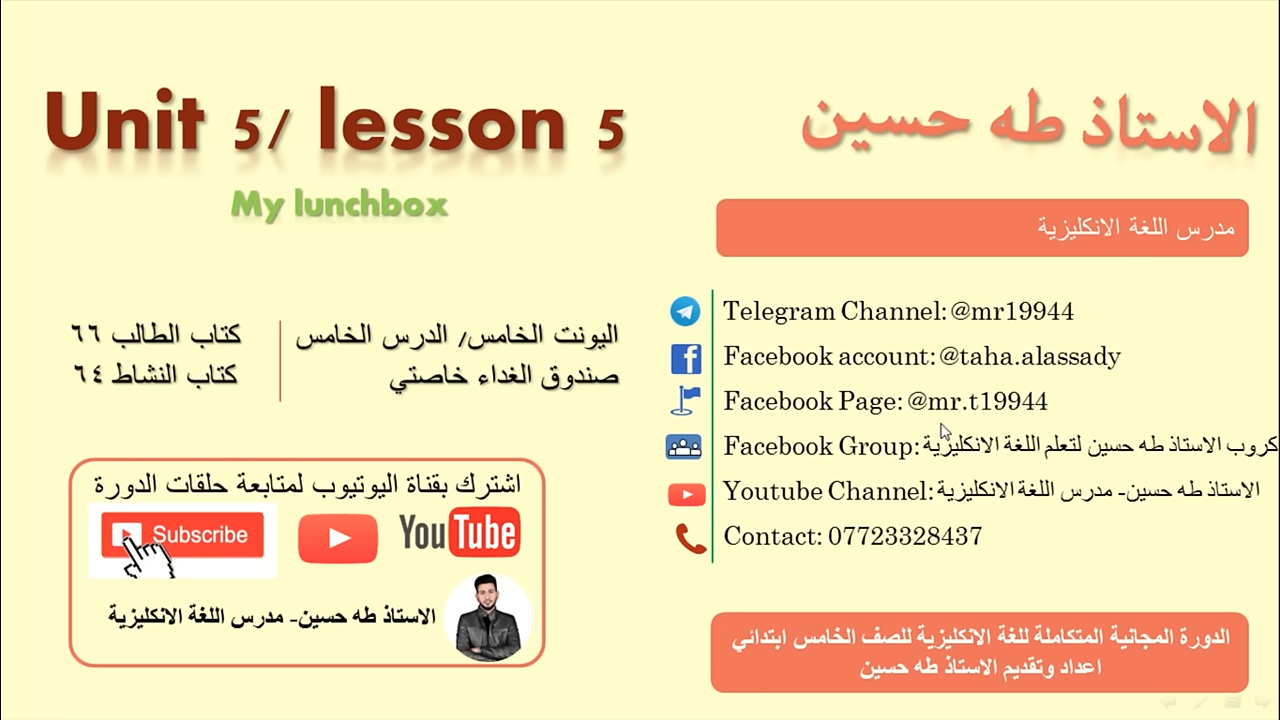 Unit 5/ lesson 5
My lunchbox
الاستاذ طه حسين
مدرس اللغة الانكليزية
اليونت الخامس/ الدرس الخامس
صندوق الغداء خاصتي
كتاب الطالب ٦٦
كتاب النشاط ٦٤
Telegram Channel: @mr19944
Facebook account: @taha.alassady
Facebook Page: @mr.t19944
Facebook Group: كروب الاستاذ طه حسين لتعلم اللغة الانكليزية
Youtube Channel: الاستاذ طه حسين- مدرس اللغة الانكليزية
Contact: 07723328437
اشترك بقناة اليوتيوب لمتابعة حلقات الدورة
Subscribe
YouTube
الاستاذ طه حسين- مدرس اللغة الانكليزية
الدورة المجانية المتكاملة للغة الانكليزية للصف الخامس ابتدائي
اعداد وتقديم الاستاذ طه حسين